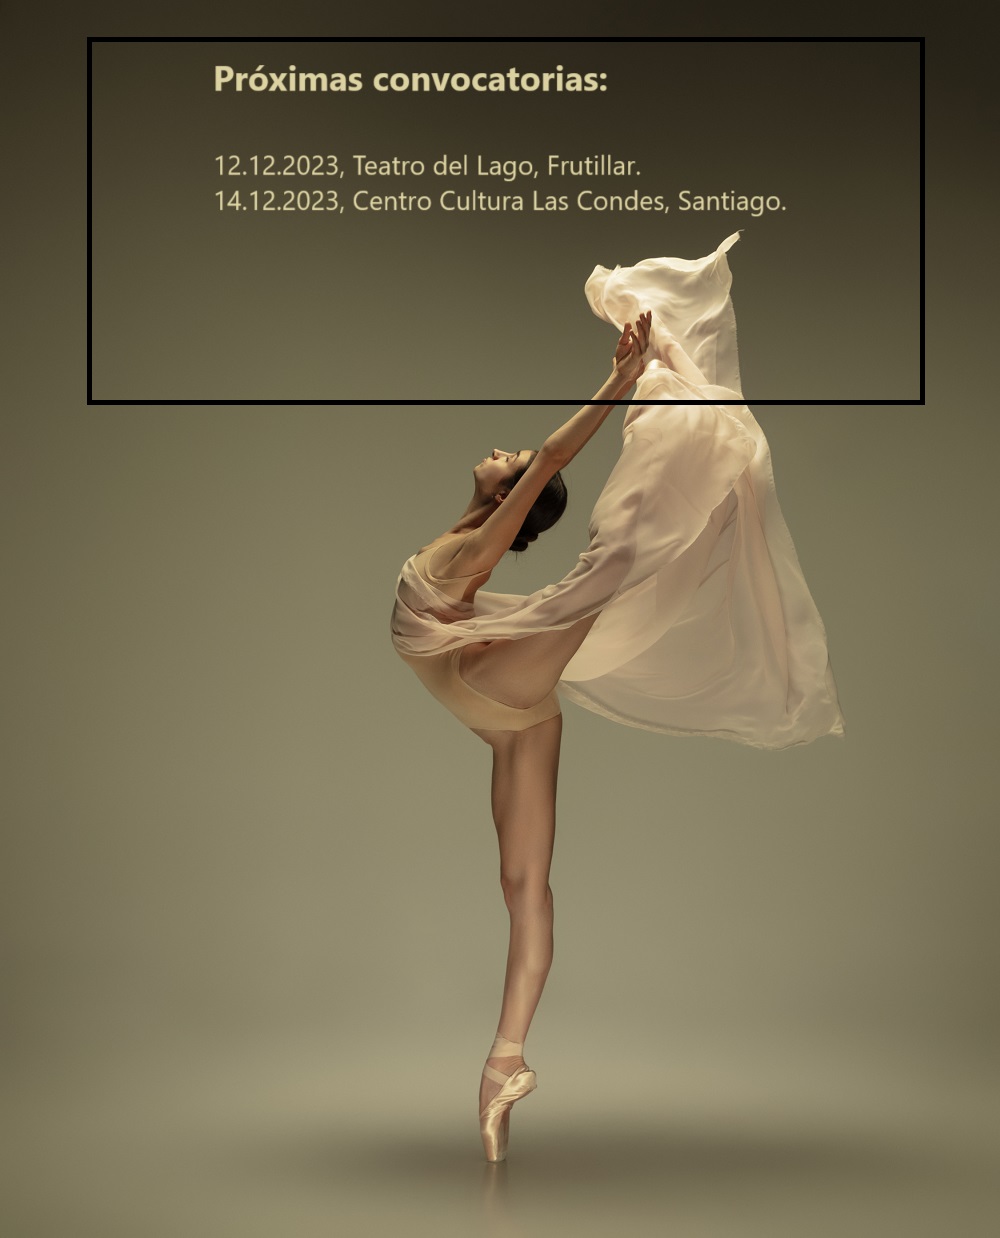 Próximas convocatorias:
12.12.2023, Teatro del Lago, Frutillar.
14.12.2023, Centro Cultura Las Condes, Santiago.